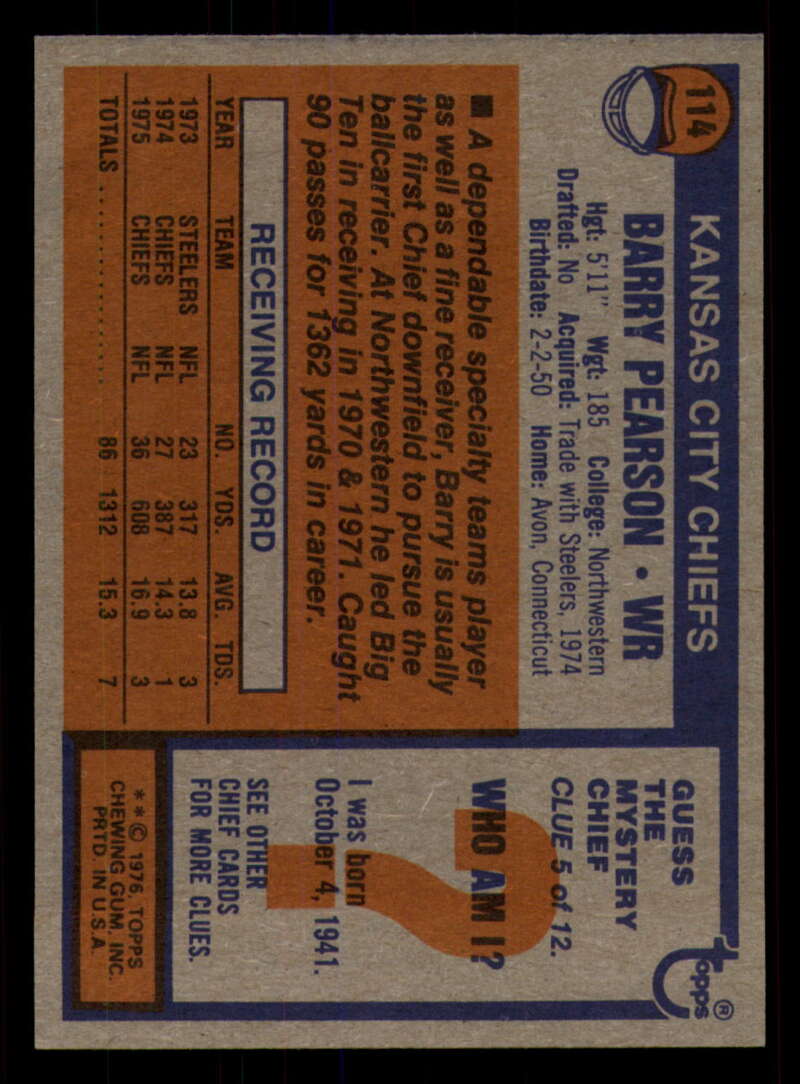 114
KANSAS CITY CHIEFS
BARRY PEARSON • WR
Hgt: 5'11" Wgt: 185 College: Northwestern
Drafted: No Acquired: Trade with Steelers, 1974
Birthdate: 2-2-50 Home: Avon, Connecticut
■ A dependable specialty teams player
as well as a fine receiver, Barry is usually
the first Chief downfield to pursue the
ballcarrier. At Northwestern he led Big
Ten in receiving in 1970 & 1971. Caught
90 passes for 1362 yards in career.
RECEIVING RECORD
YEAR TEAM NO. YDS. AVG. TDS.
1973 STEELERS NFL 23 317 13.8 3
1974 CHIEFS NFL 27 387 14.3 1
1975 CHIEFS NFL 36 608 16.9 3
TOTALS .................... 86 1312 15.3 7
topps®
GUESS
THE
MYSTERY
CHIEF
CLUE 5 of 12.
?
WHO AM I?
I was born
October 4, 1941.
SEE OTHER
CHIEF CARDS
FOR MORE CLUES.
**© 1976, TOPPS
CHEWING GUM, INC.
PRTD. IN U.S.A.